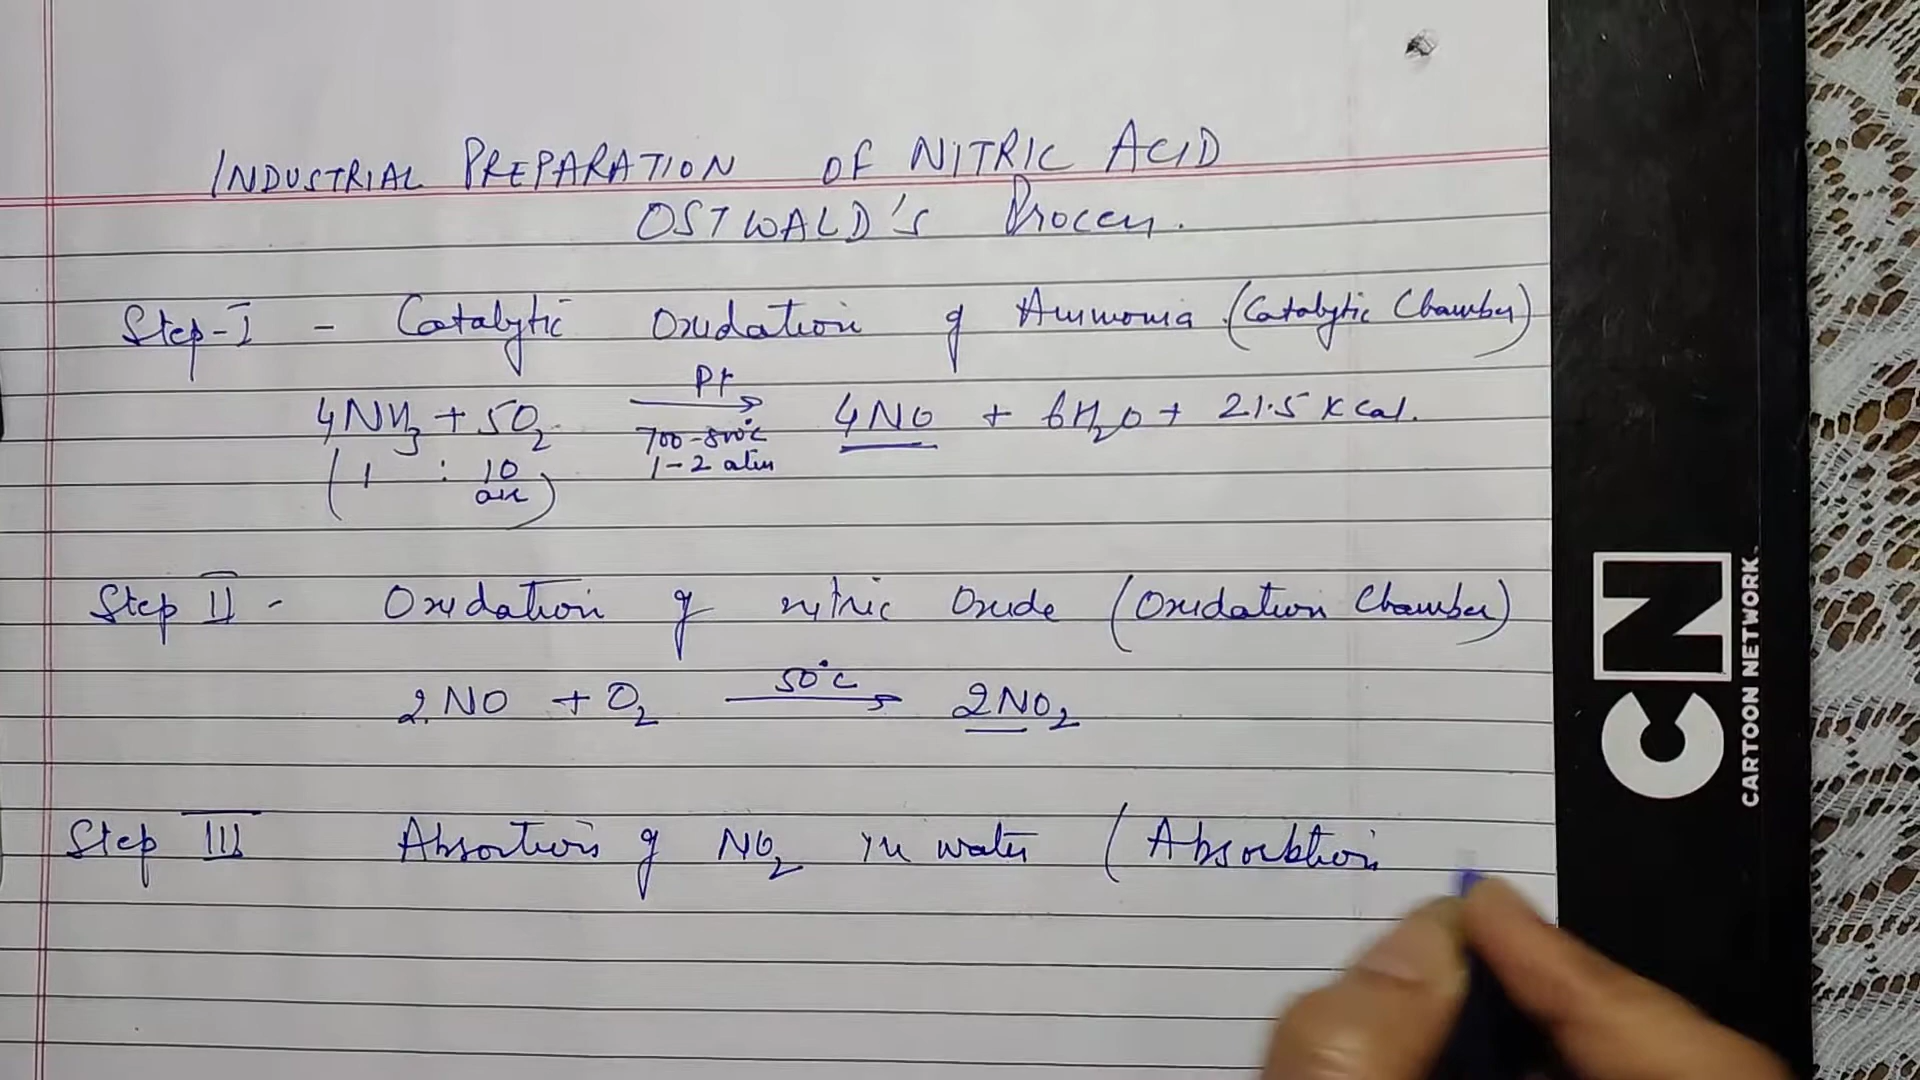 INDUSTRIAL PREPARATION OF NITRIC ACID
OSTWALD'S Process.
Step-I - Catalytic Oxidation of Ammonia (Catalytic Chamber)
Pt
4NH3 + 5O2 → 4NO + 6H2O + 21.5 KCal.
700-800°C
(1 : 10 1-2 atm
air)
Step II - Oxidation of nitric Oxide (Oxidation Chamber)
50°C
2NO + O2 → 2NO2
Step III Absortion of NO2 in water (Absorbtion
CN
CARTOON NETWORK.